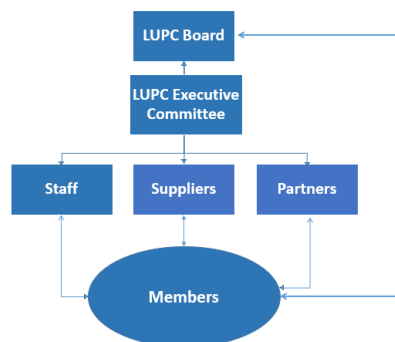 LUPC Board
LUPC Executive
Committee
Staff
Suppliers
Partners
Members